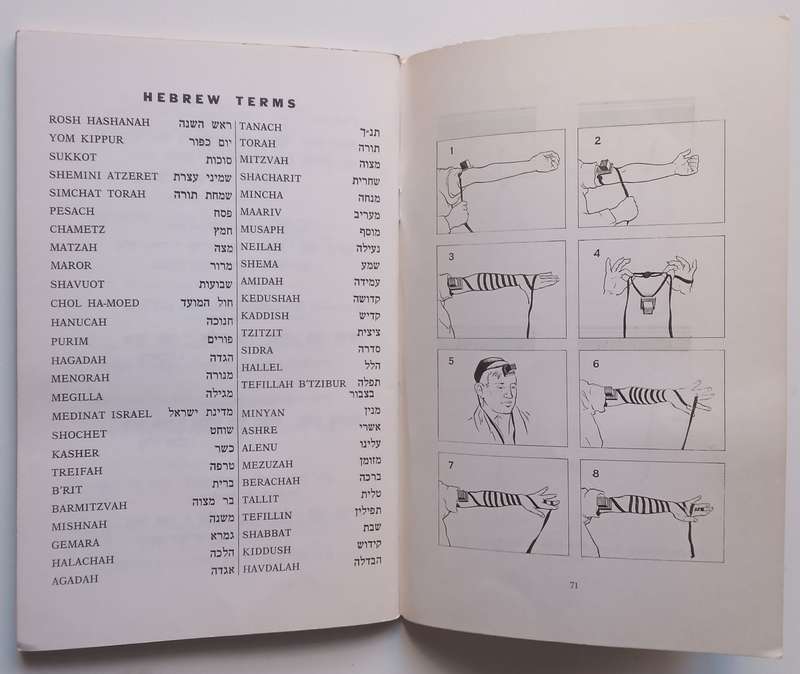 HEBREW TERMS
ROSH HASHANAH ראש השנה
YOM KIPPUR יום כפור
SUKKOT סוכות
SHEMINI ATZERET שמיני עצרת
SIMCHAT TORAH שמחת תורה
PESACH פסח
CHAMETZ חמץ
MATZAH מצה
MAROR מרור
SHAVUOT שבועות
CHOL HA-MOED חול המועד
HANUCAH חנוכה
PURIM פורים
HAGADAH הגדה
MENORAH מנורה
MEGILLA מגילה
MEDINAT ISRAEL מדינת ישראל
SHOCHET שוחט
KASHER כשר
TREIFAH טרפה
B'RIT ברית
BARMITZVAH בר מצוה
MISHNAH משנה
GEMARA גמרא
HALACHAH הלכה
AGADAH אגדה
TANACH תנ-ך
TORAH תורה
MITZVAH מצוה
SHACHARIT שחרית
MINCHA מנחה
MAARIV מעריב
MUSAPH מוסף
NEILAH נעילה
SHEMA שמע
AMIDAH עמידה
KEDUSHAH קדושה
KADDISH קדיש
TZITZIT ציצית
SIDRA סדרה
HALLEL הלל
TEFILLAH B'TZIBUR תפלה
בצבור
MINYAN מנין
ASHRE אשרי
ALENU עלינו
MEZUZAH מזומן
BERACHAH ברכה
TALLIT טלית
TEFILLIN תפילין
SHABBAT שבת
KIDDUSH קידוש
HAVDALAH הבדלה
1
2
3
4
5
6
7
8
71